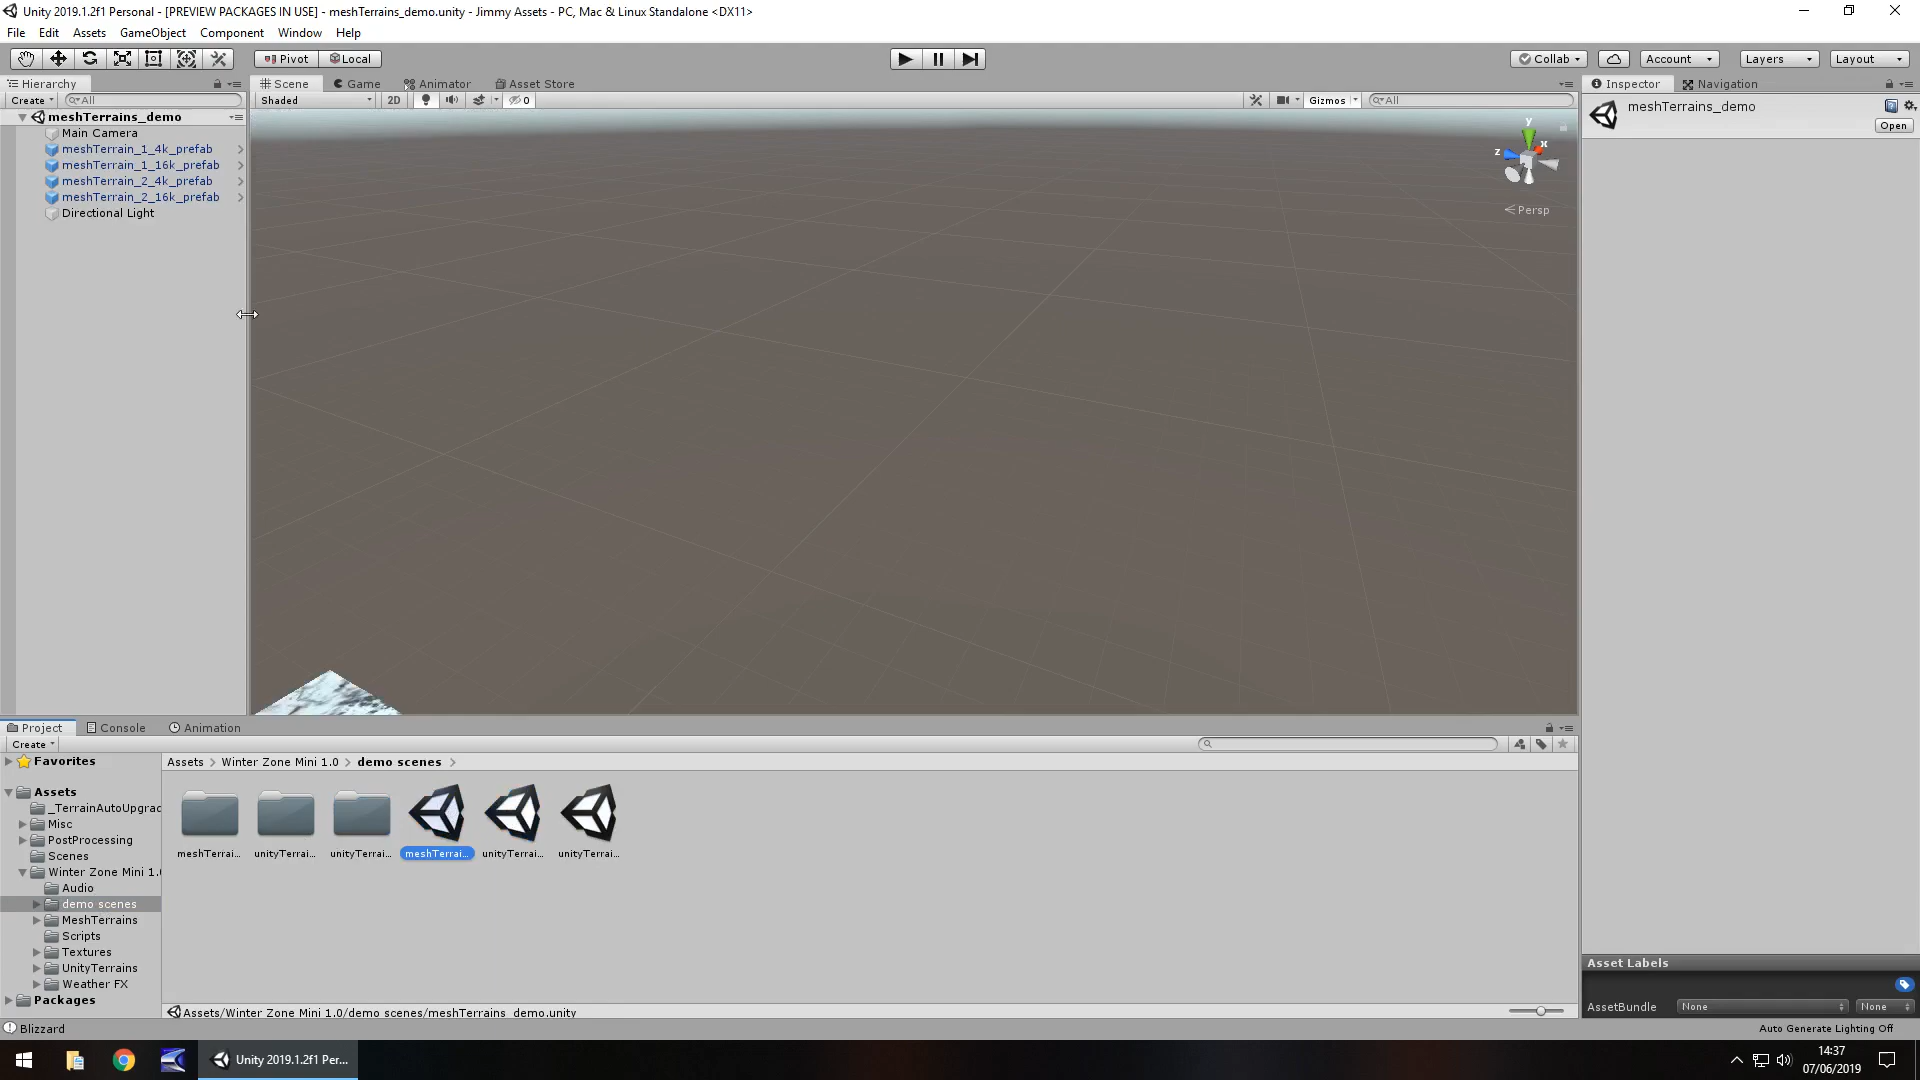 Unity 2019.1.2f1 Personal - [PREVIEW PACKAGES IN USE] - meshTerrains_demo.unity - Jimmy Assets - PC, Mac & Linux Standalone <DX11>
File Edit Assets GameObject Component Window Help
Pivot Local Collab Account Layers Layout
Hierarchy Scene Game Animator Asset Store Inspector Navigation
Create All Shaded 2D 0 Gizmos All
meshTerrains_demo
Main Camera
meshTerrain_1_4k_prefab
meshTerrain_1_16k_prefab
meshTerrain_2_4k_prefab
meshTerrain_2_16k_prefab
Directional Light
y
x
z
Persp
meshTerrains_demo
Open
Project Console Animation
Create
Favorites
Assets
_TerrainAutoUpgrac
Misc
PostProcessing
Scenes
Winter Zone Mini 1.
Audio
demo scenes
MeshTerrains
Scripts
Textures
UnityTerrains
Weather FX
Packages
Assets > Winter Zone Mini 1.0 > demo scenes >
meshTerrai... unityTerrai... unityTerrai... meshTerrai... unityTerrai... unityTerrai...
Assets/Winter Zone Mini 1.0/demo scenes/meshTerrains_demo.unity
Asset Labels
AssetBundle None None
Blizzard
Auto Generate Lighting Off
Unity 2019.1.2f1 Per...
14:37
07/06/2019